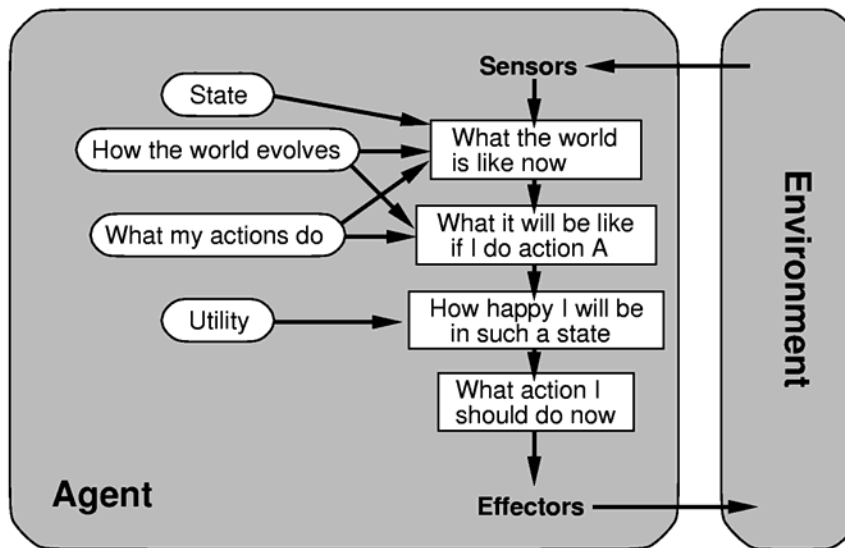 Sensors
State
What the world
is like now
How the world evolves
What my actions do
What it will be like
if I do action A
Utility
How happy I will be
in such a state
What action I
should do now
Agent
Effectors
Environment